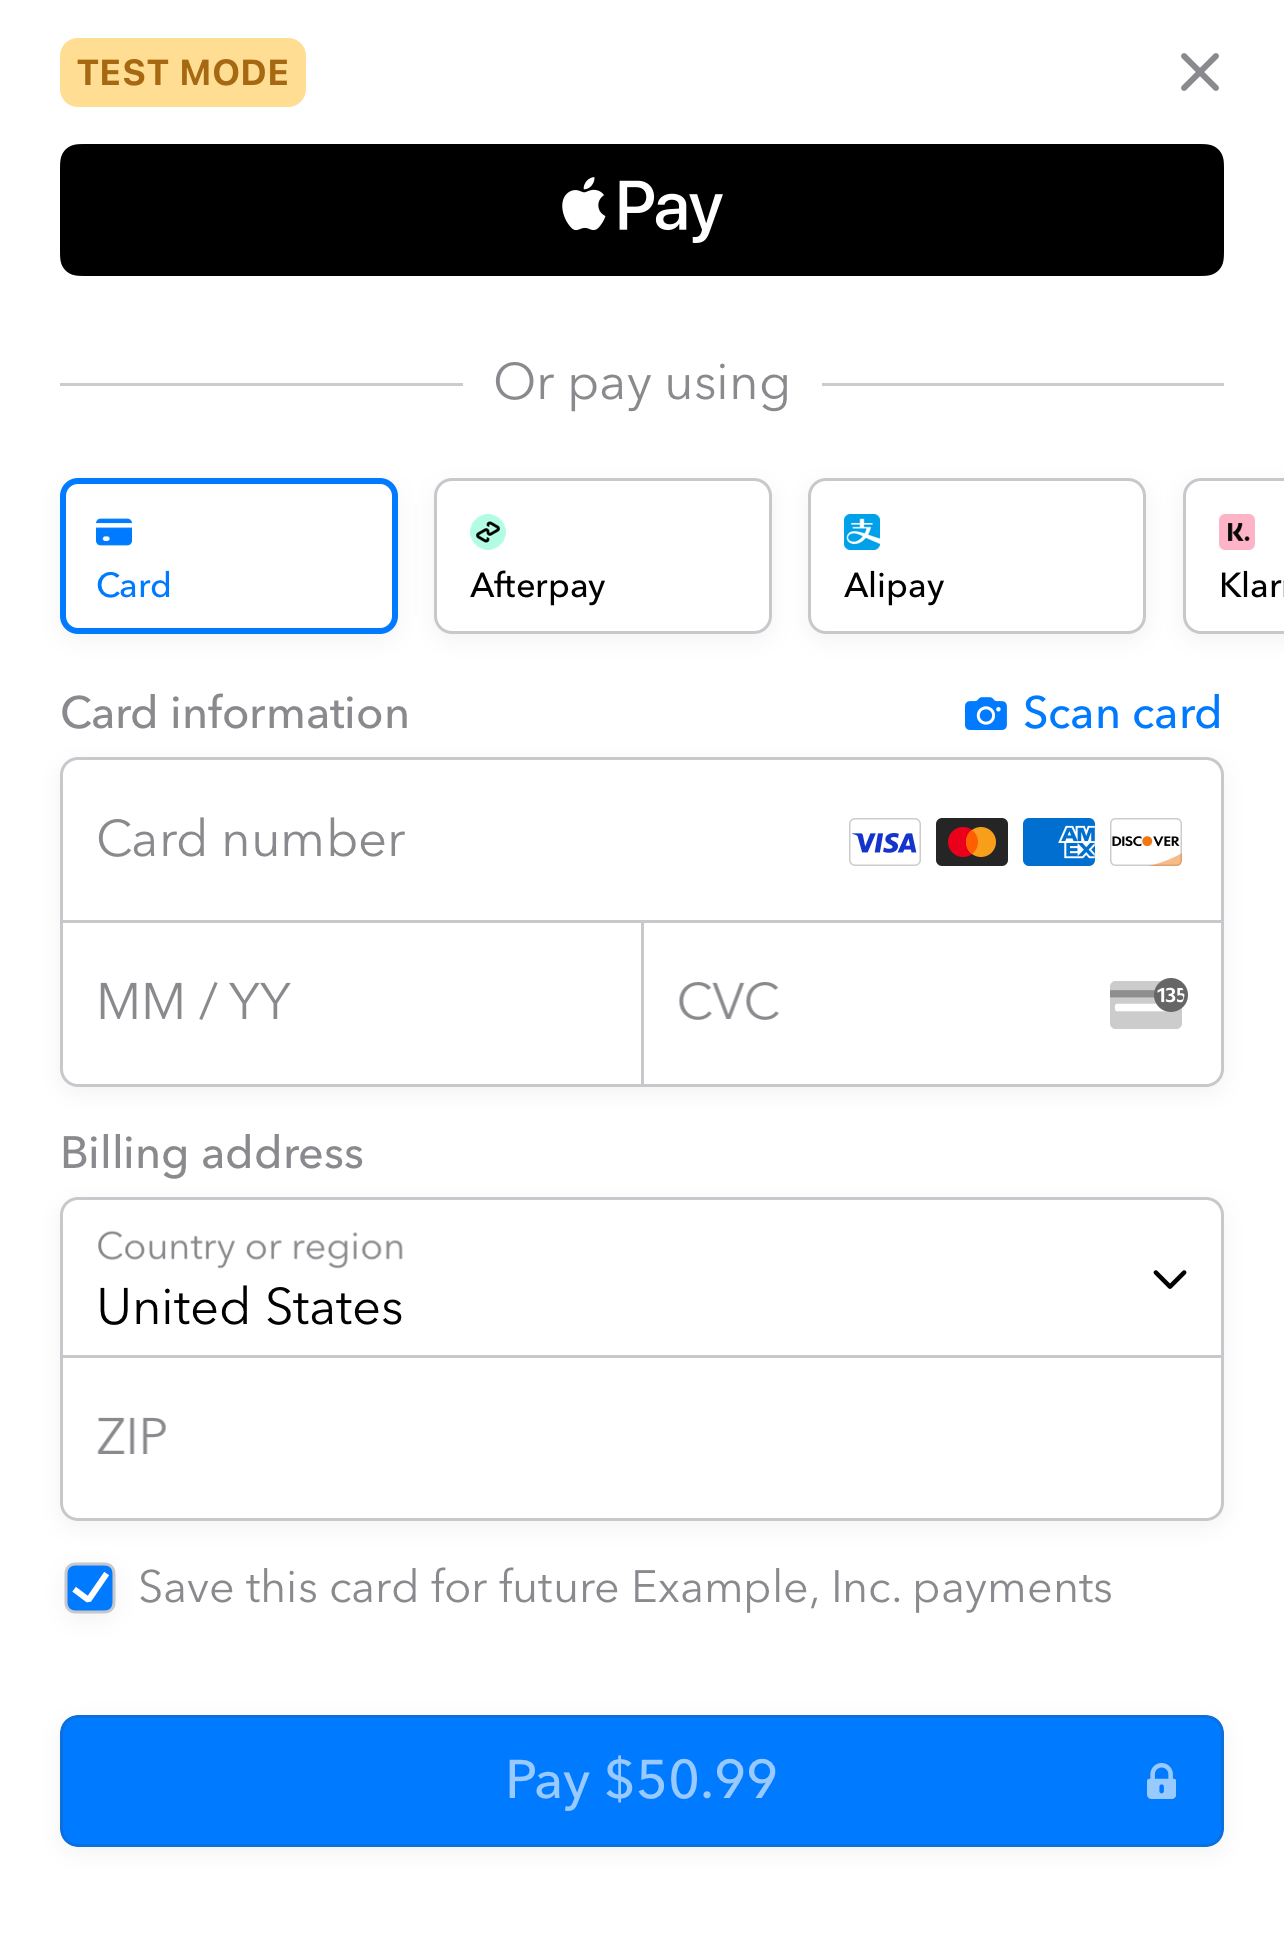 TEST MODE
Pay
Or pay using
Card
Afterpay
支
Alipay
K.
Klar
Card information
Scan card
Card number
VISA
AM
EX
DISCOVER
MM / YY
CVC
135
Billing address
Country or region
United States
ZIP
Save this card for future Example, Inc. payments
Pay $50.99